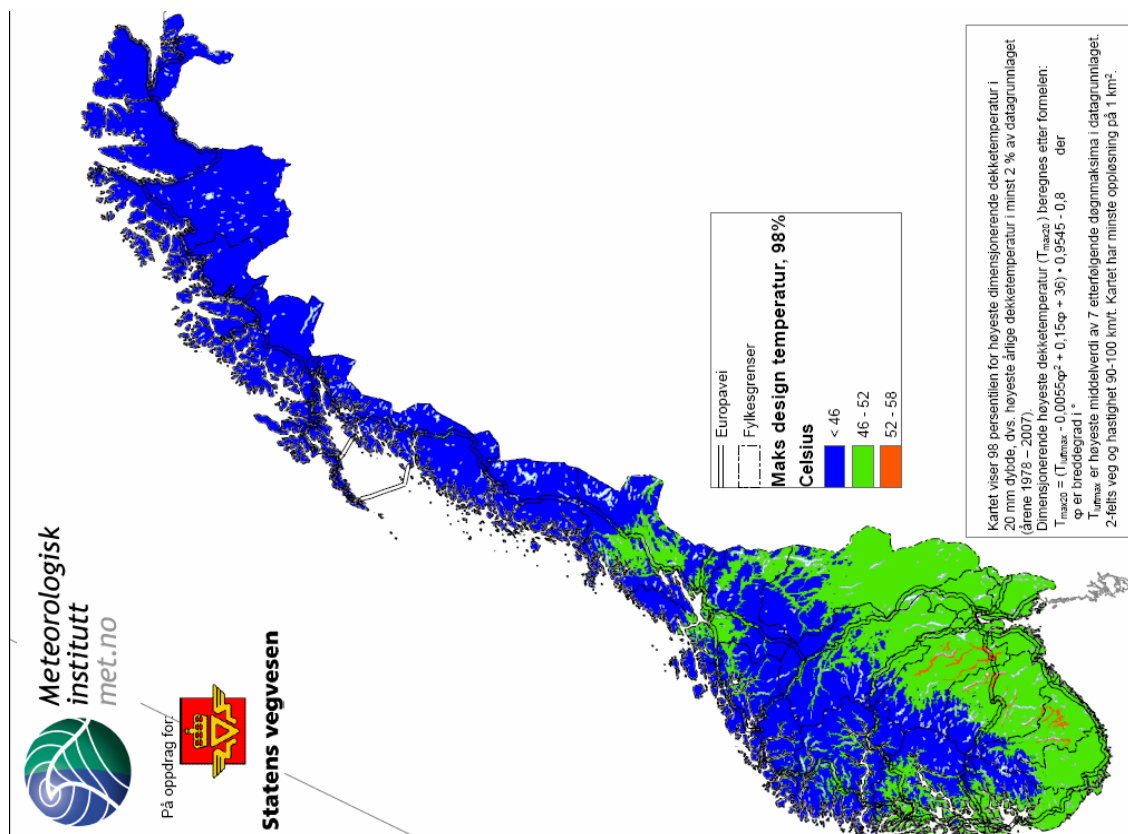 Meteorologisk
institutt
met.no
På oppdrag for:
Statens vegvesen
Europavei
Fylkesgrenser
Maks design temperatur, 98%
Celsius
< 46
46 - 52
52 - 58
Kartet viser 98 persentilen for høyeste dimensjonerende dekketemperatur i
20 mm dybde, dvs. høyeste årlige dekketemperatur i minst 2 % av datagrunnlaget
(årene 1978 – 2007).
Dimensjonerende høyeste dekketemperatur (Tmax20 ) beregnes etter formelen:
Tmax20 = (Tluftmax - 0,0055φ² + 0,15φ + 36) • 0,9545 - 0,8 der
φ er breddegrad i °
Tluftmax er høyeste middelverdi av 7 etterfølgende døgnmaksima i datagrunnlaget.
2-felts veg og hastighet 90-100 km/t. Kartet har minste oppløsning på 1 km².